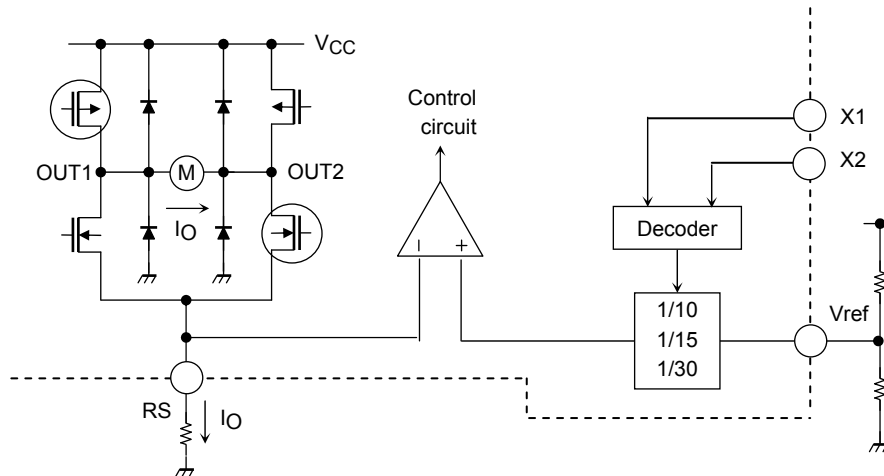 VCC
Control
circuit
X1
X2
OUT1
M
OUT2
IO
Decoder
1/10
1/15
1/30
Vref
RS
IO